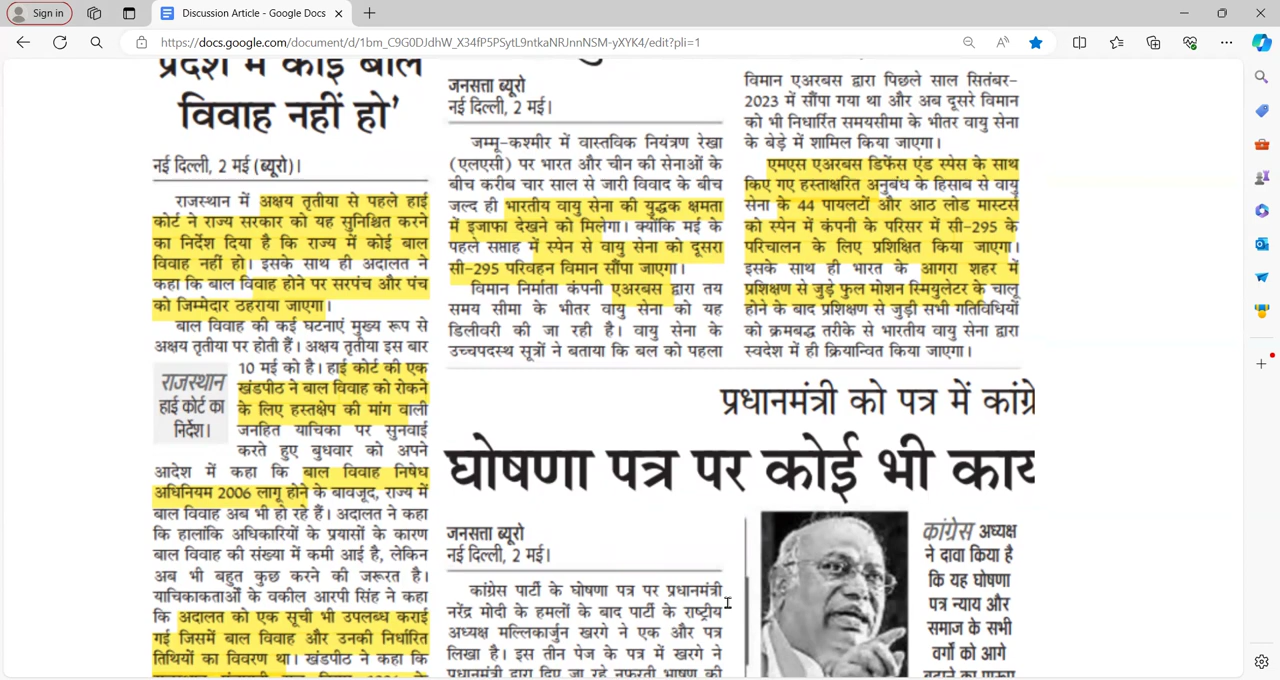 Sign in
Discussion Article - Google Docs
https://docs.google.com/document/d/1bm_C9G0DJdhW_X34fP5PSytL9ntkaNRJnnNSM-yXYK4/edit?pli=1
प्रदेश में कोई बाल
विवाह नहीं हो'
नई दिल्ली, 2 मई (ब्यूरो)।
राजस्थान में अक्षय तृतीया से पहले हाई
कोर्ट ने राज्य सरकार को यह सुनिश्चित करने
का निर्देश दिया है कि राज्य में कोई बाल
विवाह नहीं हो। इसके साथ ही अदालत ने
कहा कि बाल विवाह होने पर सरपंच और पंच
को जिम्मेदार ठहराया जाएगा।
बाल विवाह की कई घटनाएं मुख्य रूप से
अक्षय तृतीया पर होती हैं। अक्षय तृतीया इस बार
10 मई को है। हाई कोर्ट की एक
खंडपीठ ने बाल विवाह को रोकने
के लिए हस्तक्षेप की मांग वाली
जनहित याचिका पर सुनवाई
करते हुए बुधवार को अपने
राजस्थान
हाई कोर्ट का
निर्देश।
आदेश में कहा कि बाल विवाह निषेध
अधिनियम 2006 लागू होने के बावजूद, राज्य में
बाल विवाह अब भी हो रहे हैं। अदालत ने कहा
कि हालांकि अधिकारियों के प्रयासों के कारण
बाल विवाह की संख्या में कमी आई है, लेकिन
अब भी बहुत कुछ करने की जरूरत है।
याचिकाकर्ताओं के वकील आरपी सिंह ने कहा
कि अदालत को एक सूची भी उपलब्ध कराई
गई जिसमें बाल विवाह और उनकी निर्धारित
तिथियों का विवरण था। खंडपीठ ने कहा कि
जनसत्ता ब्यूरो
नई दिल्ली, 2 मई।
जम्मू-कश्मीर में वास्तविक नियंत्रण रेखा
(एलएसी) पर भारत और चीन की सेनाओं के
बीच करीब चार साल से जारी विवाद के बीच
जल्द ही भारतीय वायु सेना की युद्धक क्षमता
में इजाफा देखने को मिलेगा। क्योंकि मई के
पहले सप्ताह में स्पेन से वायु सेना को दूसरा
सी-295 परिवहन विमान सौंपा जाएगा।
विमान निर्माता कंपनी एअरबस द्वारा तय
समय सीमा के भीतर वायु सेना को यह
डिलीवरी की जा रही है। वायु सेना के
उच्चपदस्थ सूत्रों ने बताया कि बल को पहला
विमान एअरबस द्वारा पिछले साल सितंबर-
2023 में सौंपा गया था और अब दूसरे विमान
को भी निर्धारित समयसीमा के भीतर वायु सेना
के बेड़े में शामिल किया जाएगा।
एमएस एअरबस डिफेंस एंड स्पेस के साथ
किए गए हस्ताक्षरित अनुबंध के हिसाब से वायु
सेना के 44 पायलटों और आठ लोड मास्टर्स
को स्पेन में कंपनी के परिसर में सी-295 के
परिचालन के लिए प्रशिक्षित किया जाएगा।
इसके साथ ही भारत के आगरा शहर में
प्रशिक्षण से जुड़े फुल मोशन स्मियुलेटर के चालू
होने के बाद प्रशिक्षण से जुड़ी सभी गतिविधियों
को क्रमबद्ध तरीके से भारतीय वायु सेना द्वारा
स्वदेश में ही क्रियान्वित किया जाएगा।
प्रधानमंत्री को पत्र में कांग्रे
घोषणा पत्र पर कोई भी काय
जनसत्ता ब्यूरो
नई दिल्ली, 2 मई।
कांग्रेस पार्टी के घोषणा पत्र पर प्रधानमंत्री
नरेंद्र मोदी के हमलों के बाद पार्टी के राष्ट्रीय
अध्यक्ष मल्लिकार्जुन खरगे ने एक और पत्र
लिखा है। इस तीन पेज के पत्र में खरगे ने
प्रधानमंत्री द्वारा दिए जा रहे नफरती भाषण की
कांग्रेस अध्यक्ष
ने दावा किया है
कि यह घोषणा
पत्र न्याय और
समाज के सभी
वर्गों को आगे